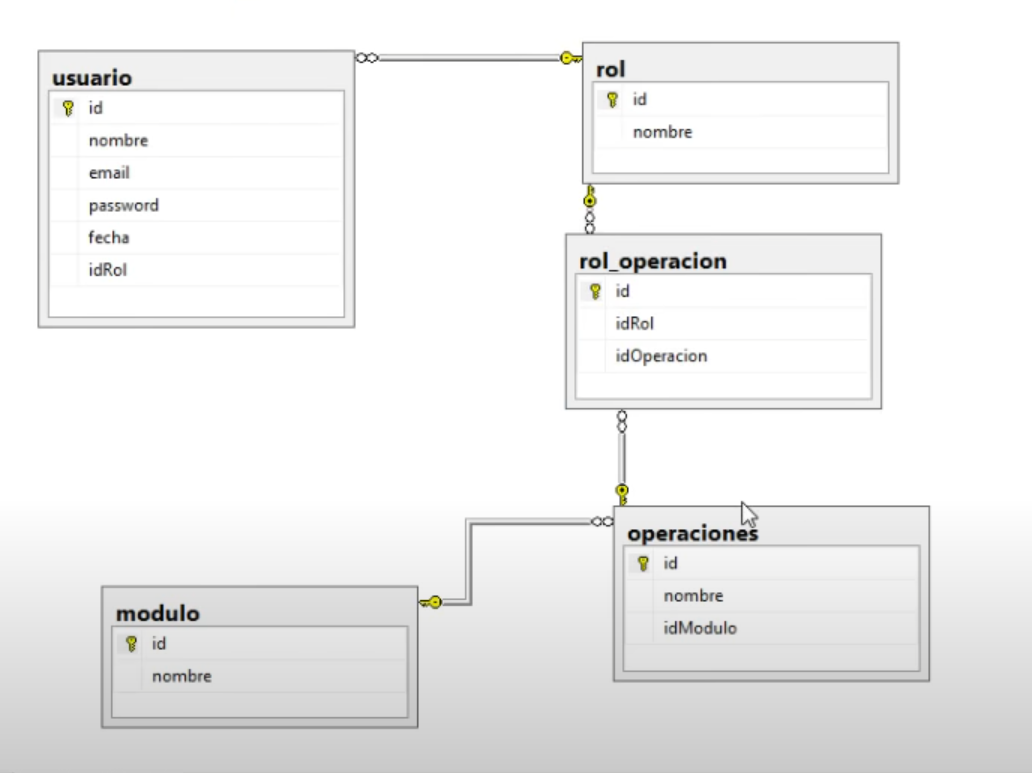 usuario
id
nombre
email
password
fecha
idRol
rol
id
nombre
rol_operacion
id
idRol
idOperacion
operaciones
id
nombre
idModulo
modulo
id
nombre